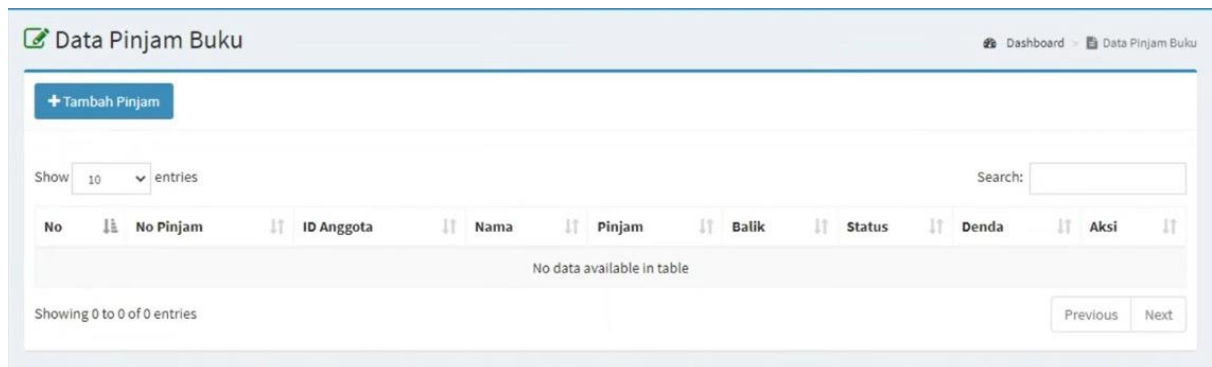 Data Pinjam Buku
Dashboard > Data Pinjam Buku
+ Tambah Pinjam
Show 10 entries
Search:
No No Pinjam ID Anggota Nama Pinjam Balik Status Denda Aksi
No data available in table
Showing 0 to 0 of 0 entries
Previous Next